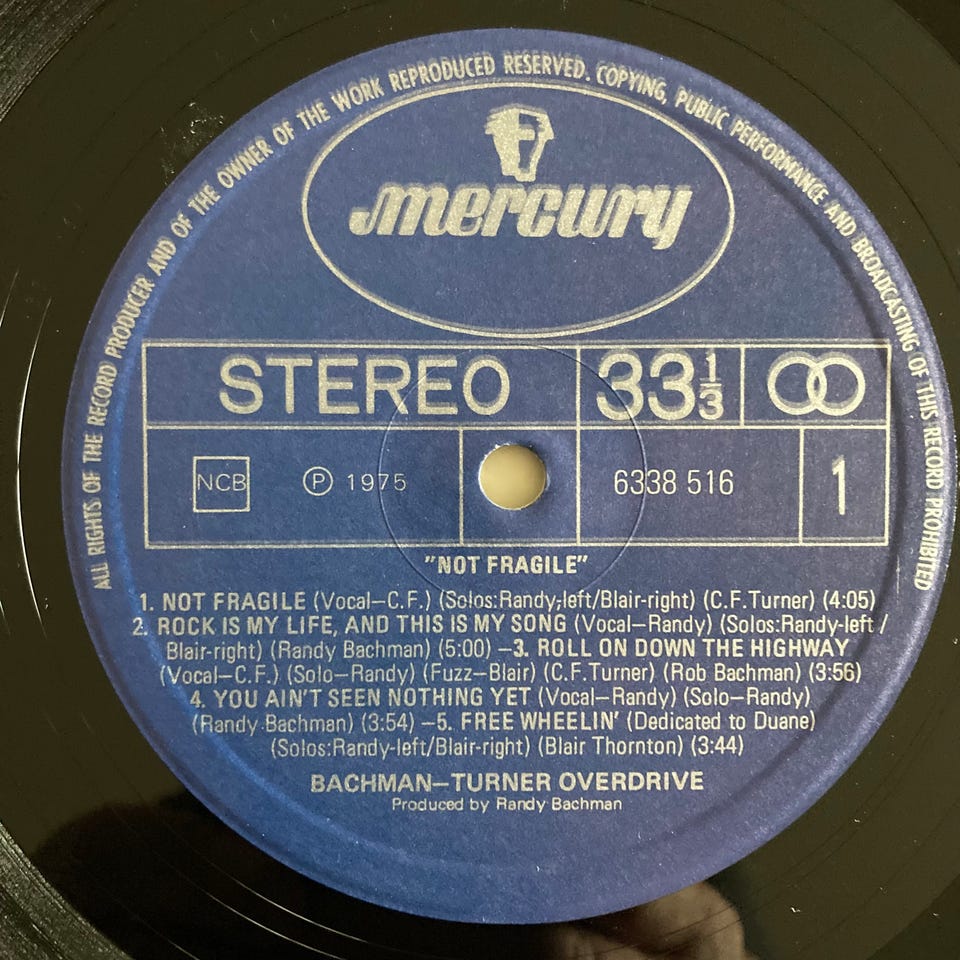 ALL RIGHTS OF THE RECORD PRODUCER AND OF THE OWNER OF THE WORK REPRODUCED RESERVED. COPYING, PUBLIC PERFORMANCE AND BROADCASTING OF THIS RECORD PROHIBITED
mercury
STEREO 33 1/3
NCB Ⓟ 1975 6338 516 1
"NOT FRAGILE"
1. NOT FRAGILE (Vocal—C.F.) (Solos:Randy-left/Blair-right) (C.F.Turner) (4:05)
2. ROCK IS MY LIFE, AND THIS IS MY SONG (Vocal—Randy) (Solos:Randy-left /
Blair-right) (Randy Bachman) (5:00) —3. ROLL ON DOWN THE HIGHWAY
(Vocal—C.F.) (Solo—Randy) (Fuzz—Blair) (C.F.Turner) (Rob Bachman) (3:56)
4. YOU AIN'T SEEN NOTHING YET (Vocal—Randy) (Solo—Randy)
(Randy Bachman) (3:54) —5. FREE WHEELIN' (Dedicated to Duane)
(Solos:Randy-left/Blair-right) (Blair Thornton) (3:44)
BACHMAN—TURNER OVERDRIVE
Produced by Randy Bachman